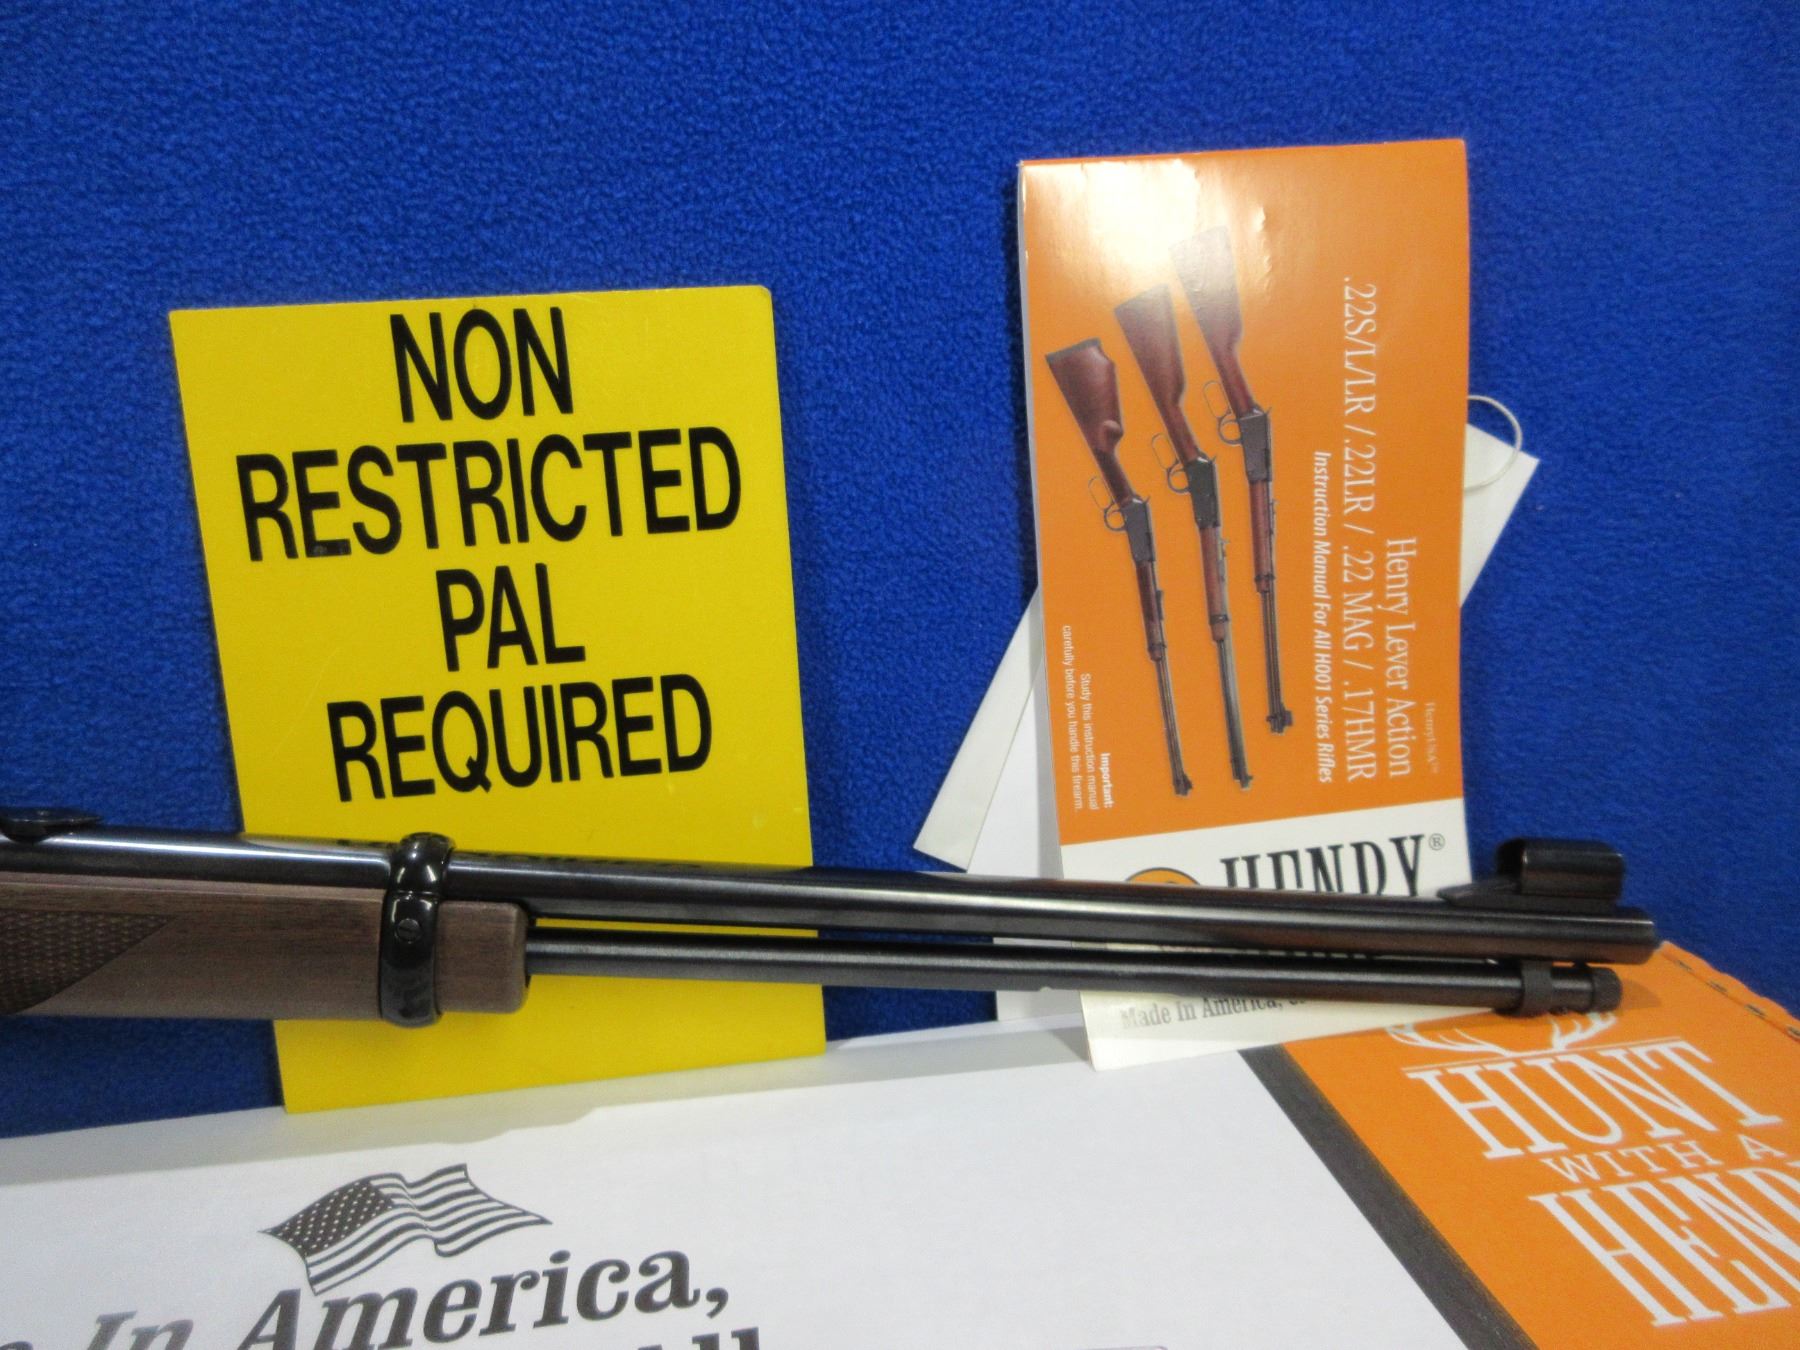 NON
RESTRICTED
PAL
REQUIRED
HenryUSA™
Henry Lever Action
.22S/L/LR / .22LR / .22 MAG / .17HMR
Instruction Manual For All H001 Series Rifles
Important:
Study this instruction manual
carefully before you handle this firearm.
HENRY®
Made In America,
HUNT
WITH A
In America,